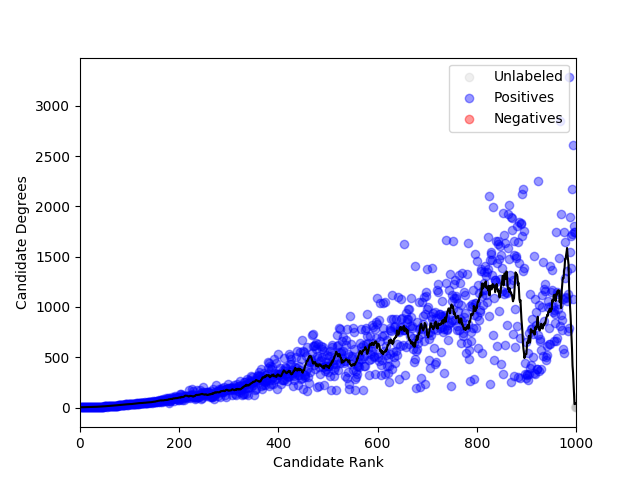 Unlabeled
Positives
Negatives
Candidate Degrees
3000
2500
2000
1500
1000
500
0
0 200 400 600 800 1000
Candidate Rank